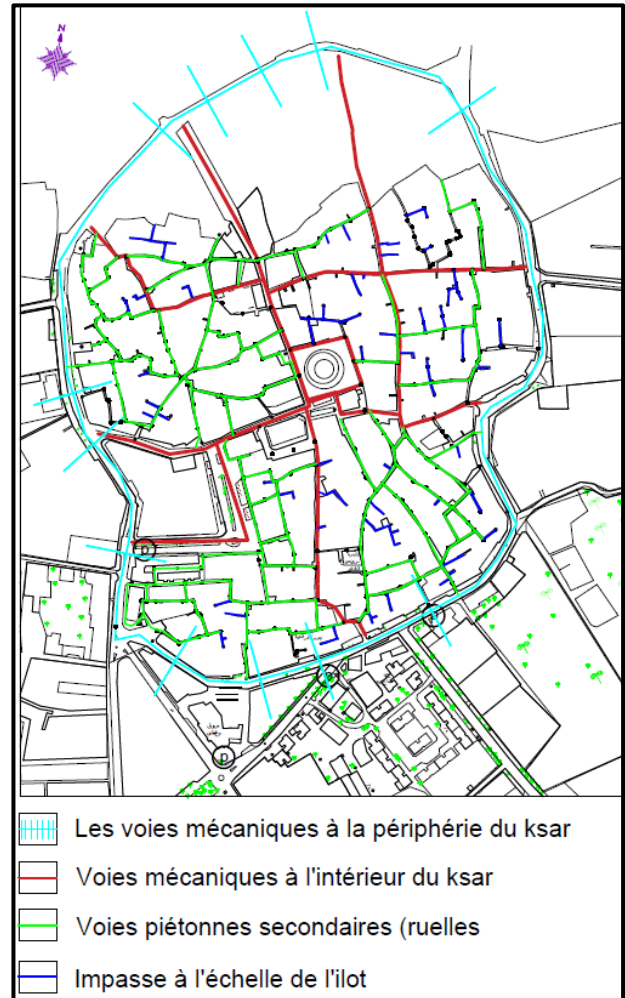 N
D
D
Les voies mécaniques à la périphérie du ksar
Voies mécaniques à l'intérieur du ksar
Voies piétonnes secondaires (ruelles
Impasse à l'échelle de l'ilot